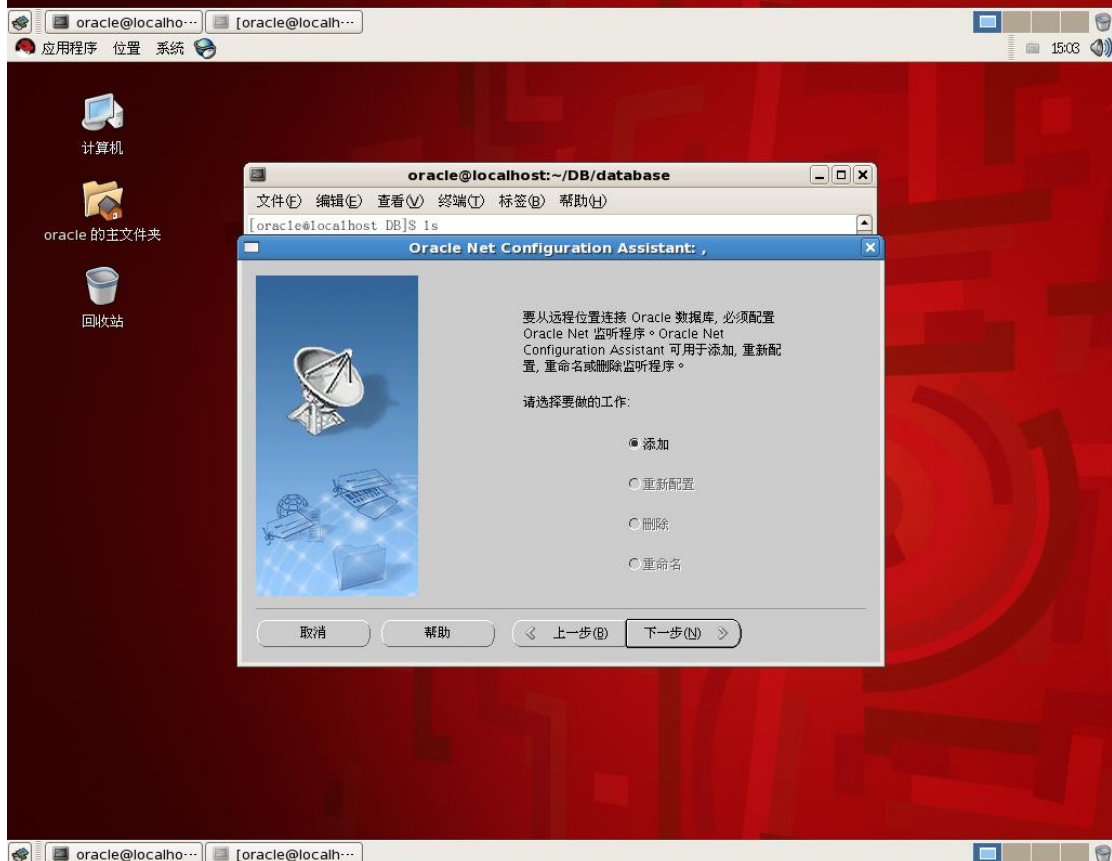 oracle@localho··· [oracle@localh···
应用程序 位置 系统 15:03
计算机
oracle 的主文件夹
回收站
oracle@localhost:~/DB/database
文件(F) 编辑(E) 查看(V) 终端(T) 标签(B) 帮助(H)
[oracle@localhost DB]$ ls
Oracle Net Configuration Assistant: ,
要从远程位置连接 Oracle 数据库, 必须配置
Oracle Net 监听程序。Oracle Net
Configuration Assistant 可用于添加, 重新配
置, 重命名或删除监听程序。
请选择要做的工作:
添加
重新配置
删除
重命名
取消 帮助 上一步(B) 下一步(N)
oracle@localho··· [oracle@localh···